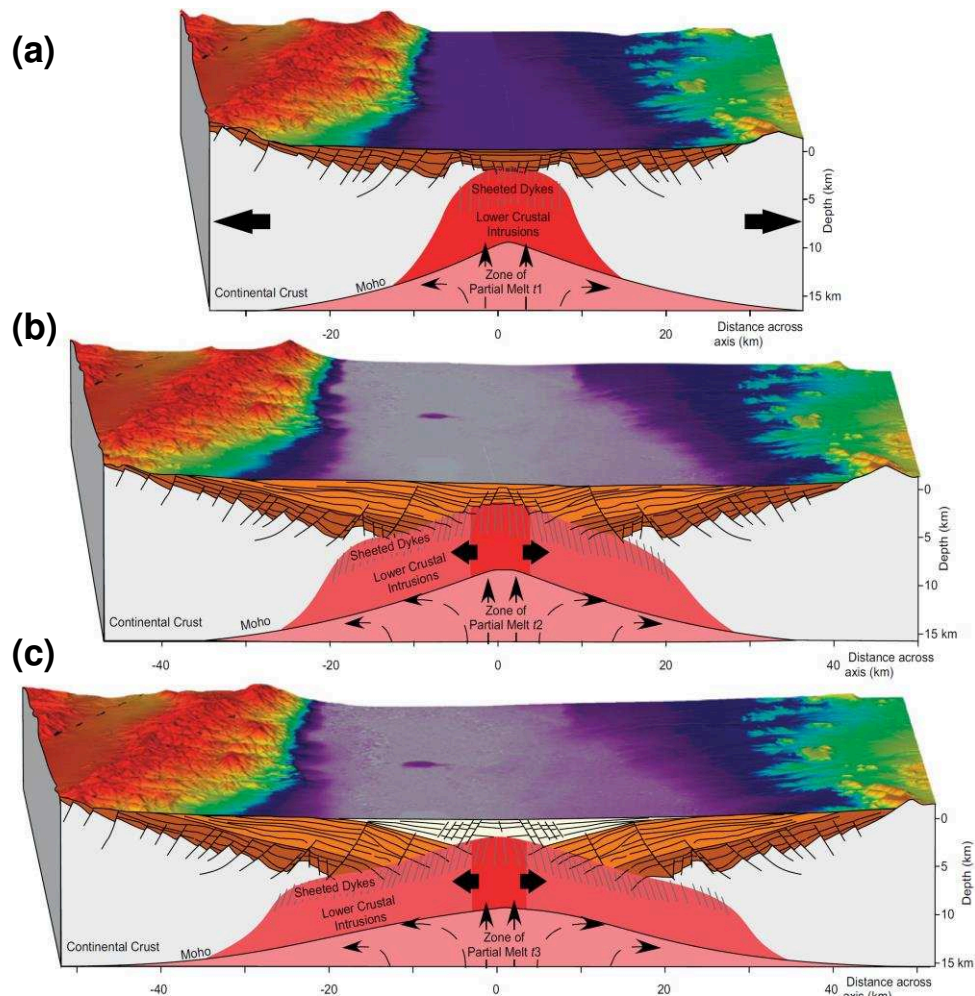 (a)
0
Sheeted Dykes
5
Depth (km)
Lower Crustal
Intrusions
10
Moho
Zone of
Partial Melt t1
Continental Crust
15 km
-20
0
20
Distance across
axis (km)
(b)
0
Sheeted Dykes
5
Depth (km)
Lower Crustal
Intrusions
10
Zone of
Partial Melt t2
Continental Crust
Moho
15 km
-40
-20
0
20
40
Distance across
axis (km)
(c)
0
Sheeted Dykes
5
Depth (km)
Lower Crustal
Intrusions
10
Zone of
Partial Melt t3
Continental Crust
Moho
15 km
-40
-20
0
20
40
Distance across
axis (km)